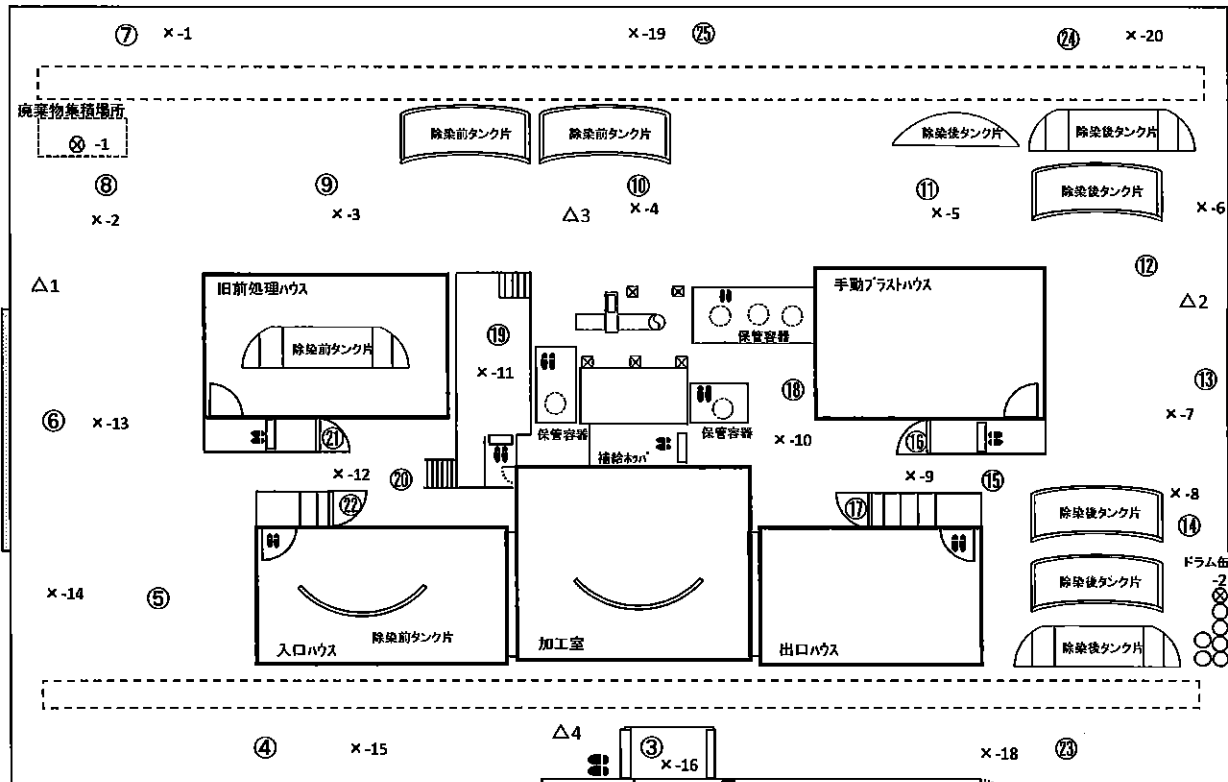 ⑦ ×-1 ×-19 ㉕ ㉔ ×-20
廃棄物集積場所
⊗ -1
除染前タンク片 除染前タンク片 除染後タンク片 除染後タンク片
⑧ ⑨ ⑩ ⑪ 除染後タンク片
×-2 ×-3 △3 ×-4 ×-5 ×-6
⑫
△1 旧前処理ハウス 手動ブラストハウス △2
⑲ 保管容器
除染前タンク片
×-11 ⑱ ⑬
⑥ ×-13 ㉑ 保管容器 保管容器 ×-7
×-10 ⑯
補給ホッパ
×-12 ⑳ ×-9 ⑮
㉒ ⑰ ×-8
除染後タンク片 ⑭
ドラム缶
-2
×-14 ⑤ 除染後タンク片
除染前タンク片
入口ハウス 加工室 出口ハウス 除染後タンク片
④ ×-15 △4 ③ ×-16 ×-18 ㉓